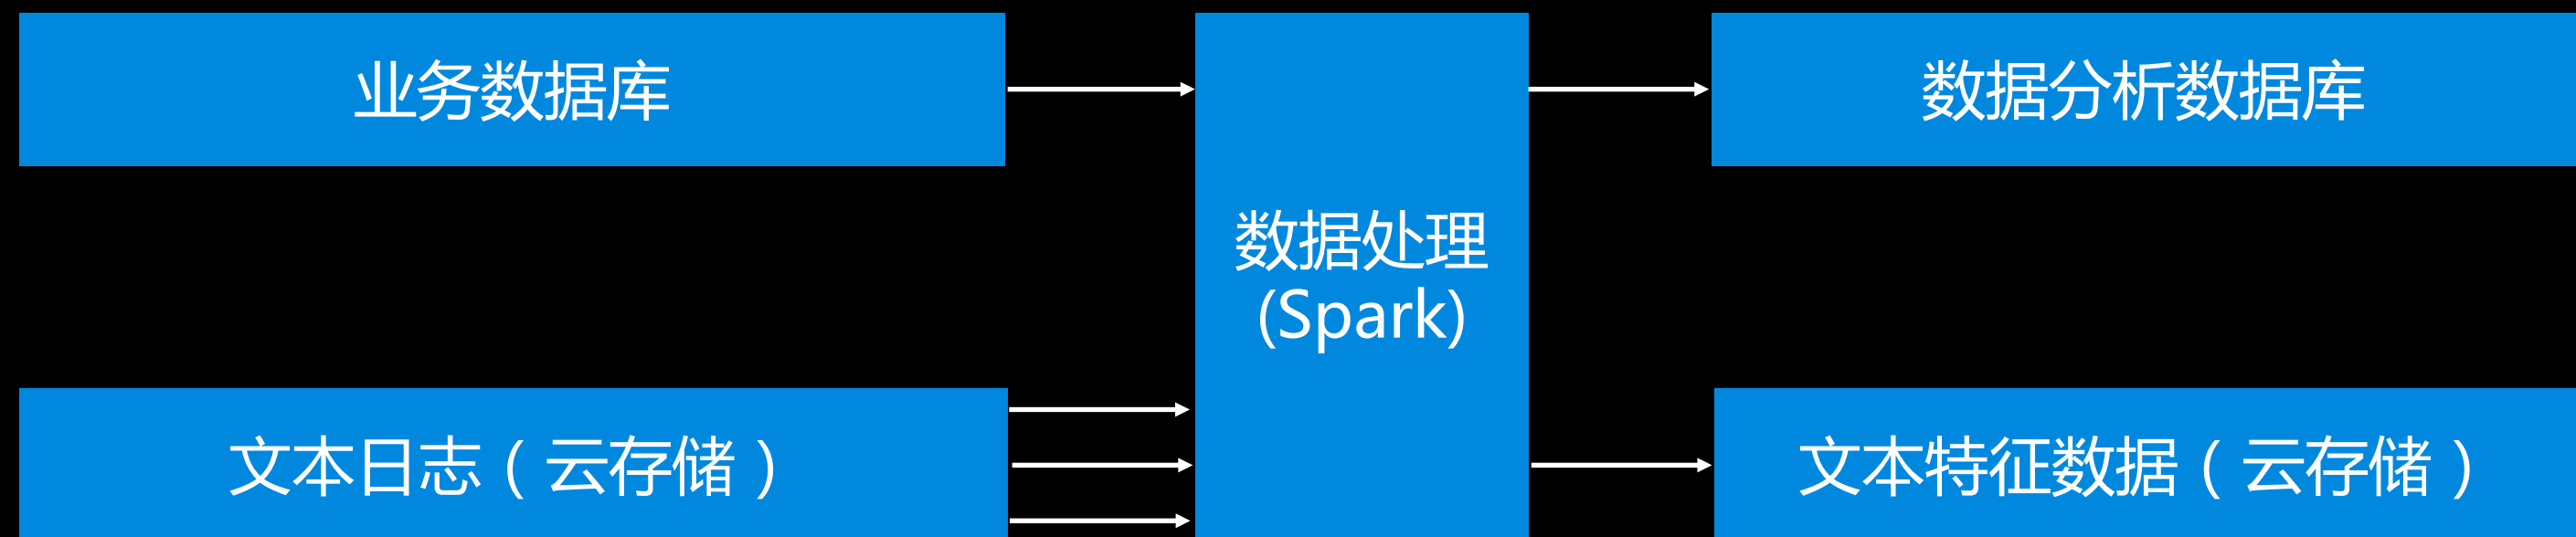 业务数据库
数据分析数据库
数据处理
(Spark)
文本日志（云存储）
文本特征数据（云存储）